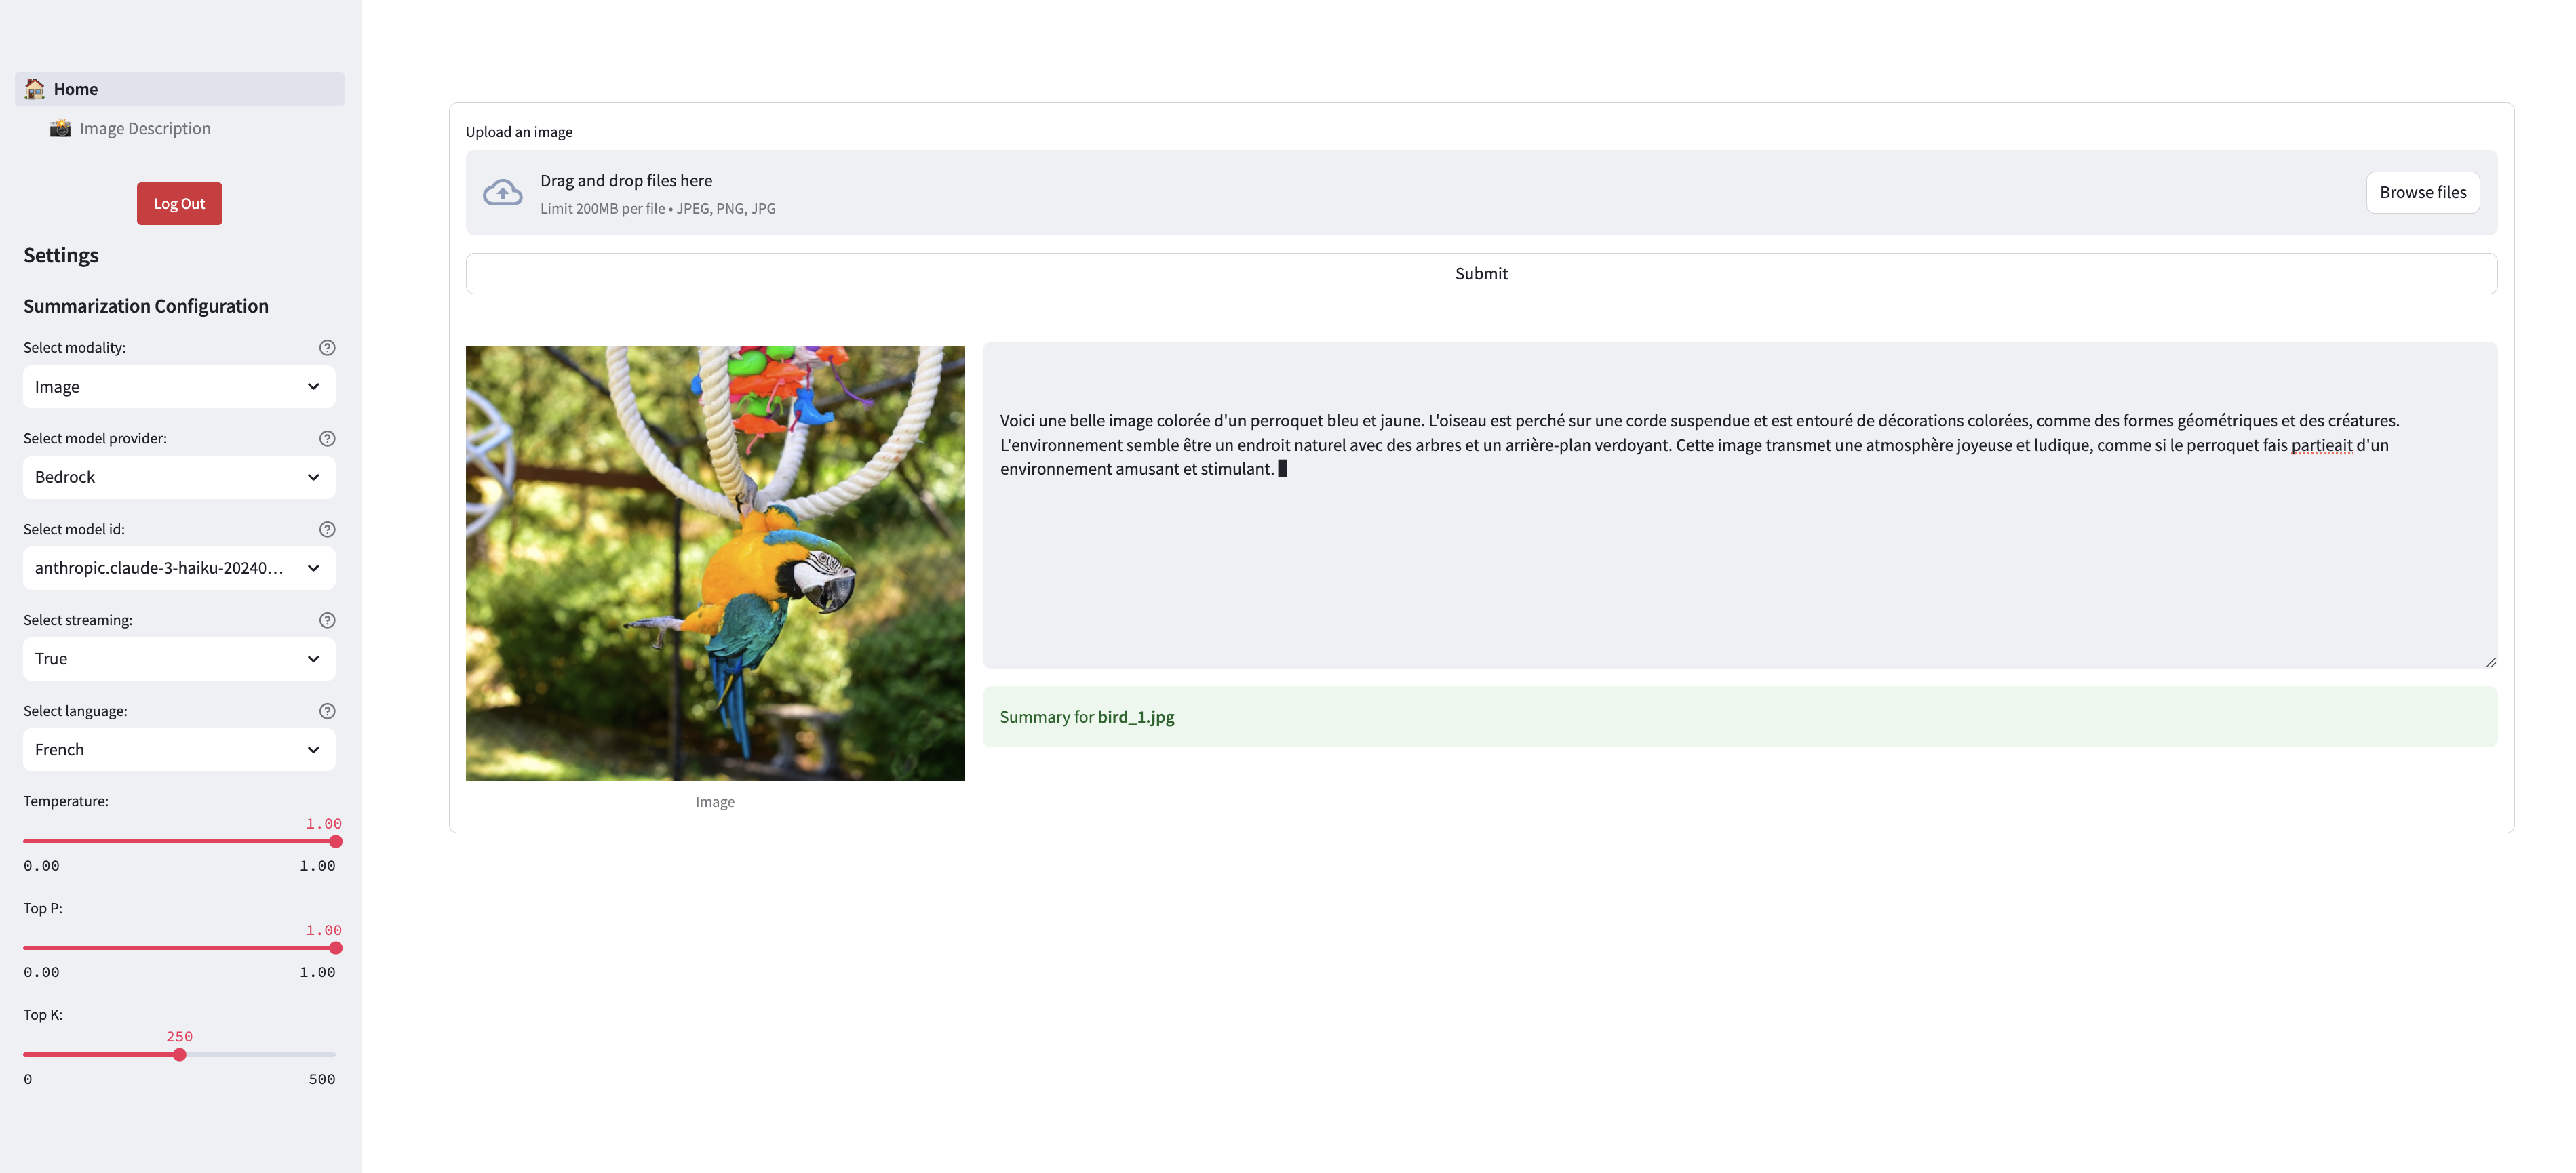 Home
Image Description
Log Out
Settings
Summarization Configuration
Select modality:
Image
Select model provider:
Bedrock
Select model id:
anthropic.claude-3-haiku-20240...
Select streaming:
True
Select language:
French
Temperature:
1.00
0.00 1.00
Top P:
1.00
0.00 1.00
Top K:
250
0 500
Upload an image
Drag and drop files here
Limit 200MB per file • JPEG, PNG, JPG
Browse files
Submit
Voici une belle image colorée d'un perroquet bleu et jaune. L'oiseau est perché sur une corde suspendue et est entouré de décorations colorées, comme des formes géométriques et des créatures.
L'environnement semble être un endroit naturel avec des arbres et un arrière-plan verdoyant. Cette image transmet une atmosphère joyeuse et ludique, comme si le perroquet fais partieait d'un
environnement amusant et stimulant.
Summary for bird_1.jpg
Image